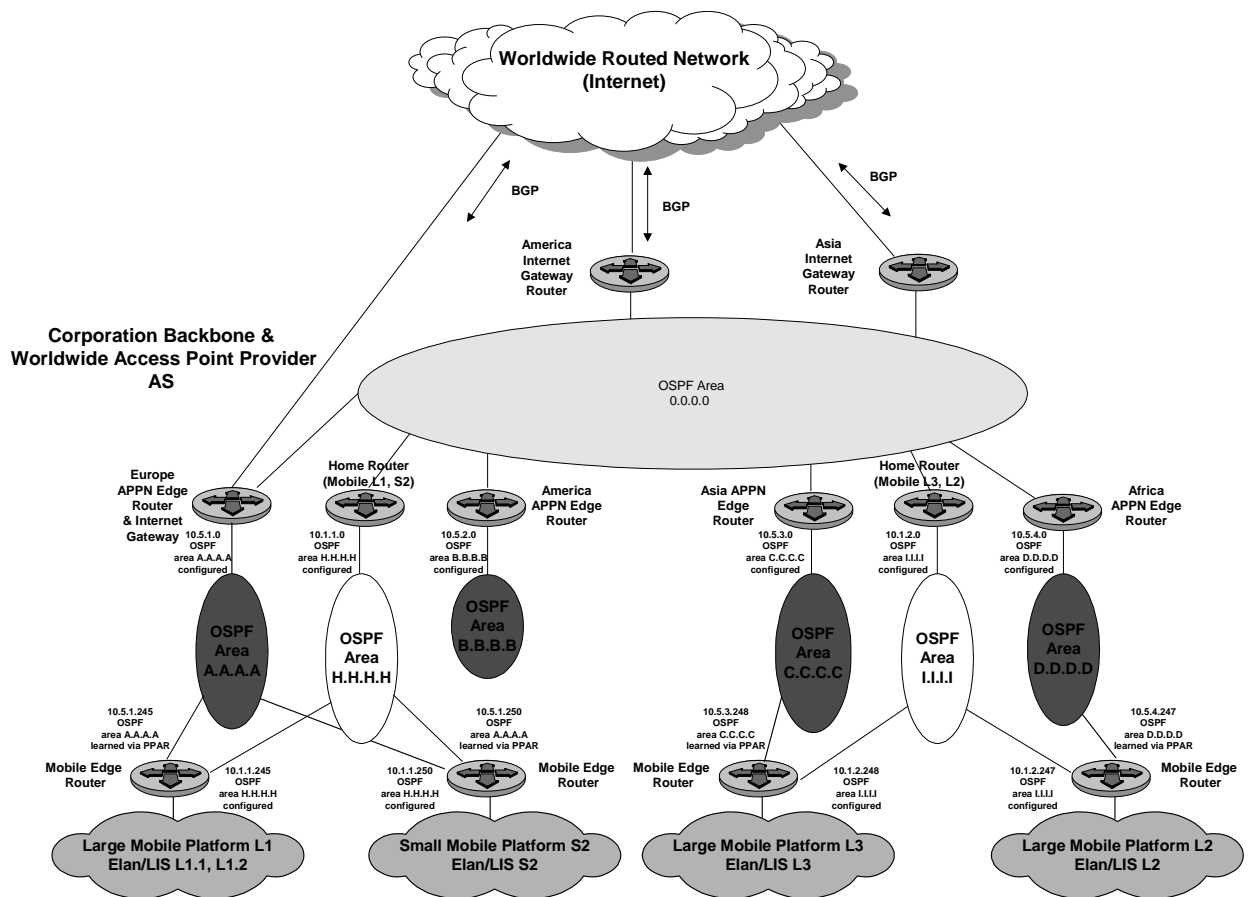 Worldwide Routed Network
(Internet)
BGP
BGP
BGP
America
Internet
Gateway
Router
Asia
Internet
Gateway
Router
Corporation Backbone &
Worldwide Access Point Provider
AS
OSPF Area
0.0.0.0
Europe
APPN Edge
Router
& Internet
Gateway
Home Router
(Mobile L1, S2)
America
APPN Edge
Router
Asia APPN
Edge
Router
Home Router
(Mobile L3, L2)
Africa
APPN Edge
Router
10.5.1.0
OSPF
area A.A.A.A
configured
10.1.1.0
OSPF
area H.H.H.H
configured
10.5.2.0
OSPF
area B.B.B.B
configured
10.5.3.0
OSPF
area C.C.C.C
configured
10.1.2.0
OSPF
area I.I.I.I
configured
10.5.4.0
OSPF
area D.D.D.D
configured
OSPF
Area
A.A.A.A
OSPF
Area
H.H.H.H
OSPF
Area
B.B.B.B
OSPF
Area
C.C.C.C
OSPF
Area
I.I.I.I
OSPF
Area
D.D.D.D
10.5.1.245
OSPF
area A.A.A.A
learned via PPAR
10.5.1.250
OSPF
area A.A.A.A
learned via PPAR
10.5.3.248
OSPF
area C.C.C.C
learned via PPAR
10.5.4.247
OSPF
area D.D.D.D
learned via PPAR
Mobile Edge
Router
10.1.1.245
OSPF
area H.H.H.H
configured
10.1.1.250
OSPF
area H.H.H.H
configured
Mobile Edge
Router
Mobile Edge
Router
10.1.2.248
OSPF
area I.I.I.I
configured
10.1.2.247
OSPF
area I.I.I.I
configured
Mobile Edge
Router
Large Mobile Platform L1
Elan/LIS L1.1, L1.2
Small Mobile Platform S2
Elan/LIS S2
Large Mobile Platform L3
Elan/LIS L3
Large Mobile Platform L2
Elan/LIS L2